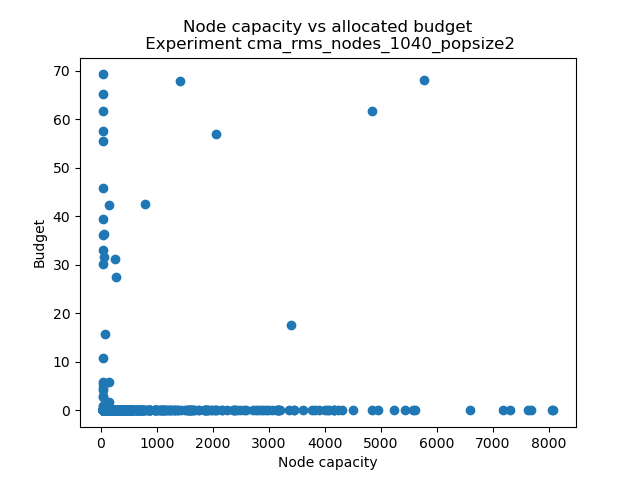 Node capacity vs allocated budget
Experiment cma_rms_nodes_1040_popsize2
70
60
50
40
30
20
10
0
Budget
0 1000 2000 3000 4000 5000 6000 7000 8000
Node capacity